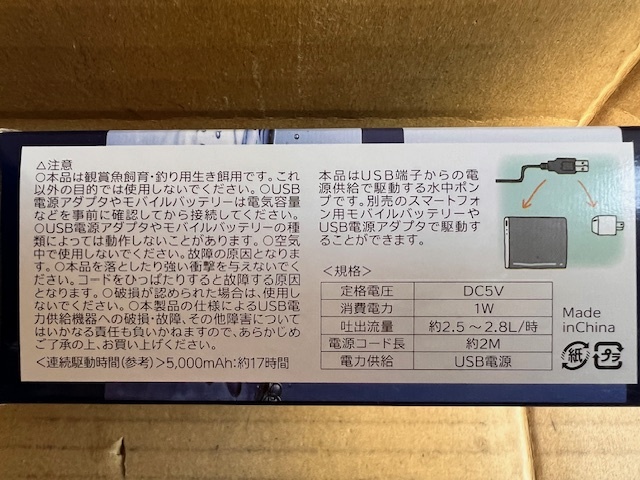 ⚠注意
○本品は観賞魚飼育・釣り用生き餌用です。これ
以外の目的では使用しないでください。○USB
電源アダプタやモバイルバッテリーは電気容量
などを事前に確認してから接続してください。
○USB電源アダプタやモバイルバッテリーの種
類によっては動作しないことがあります。○空気
中で使用しないでください。故障の原因となりま
す。○本品を落としたり強い衝撃を与えないでく
ださい。コードをひっぱたりすると故障する原因
となります。○破損が認められた場合は、使用し
ないでください。○本製品の仕様によるUSB電
力供給機器への破損・故障、その他障害について
はいかなる責任も負いかねますので、あらかじめ
ご了承の上、お買い上げください。
<連続駆動時間(参考)>5,000mAh:約17時間
本品はUSB端子からの電
源供給で駆動する水中ポン
プです。別売のスマートフォ
ン用モバイルバッテリーや
USB電源アダプタで駆動す
ることができます。
<規格>
定格電圧 DC5V
消費電力 1W
吐出流量 約2.5～2.8L/時
電源コード長 約2M
電力供給 USB電源
Made
inChina
紙 プラ